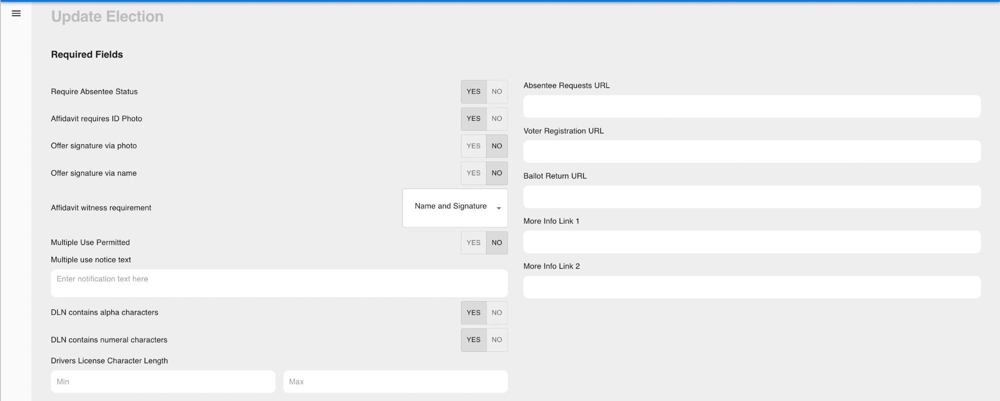 Update Election
Required Fields
Require Absentee Status YES NO
Affidavit requires ID Photo YES NO
Offer signature via photo YES NO
Offer signature via name YES NO
Affidavit witness requirement Name and Signature
Multiple Use Permitted YES NO
Multiple use notice text
Enter notification text here
DLN contains alpha characters YES NO
DLN contains numeral characters YES NO
Drivers License Character Length
Min Max
Absentee Requests URL
Voter Registration URL
Ballot Return URL
More Info Link 1
More Info Link 2